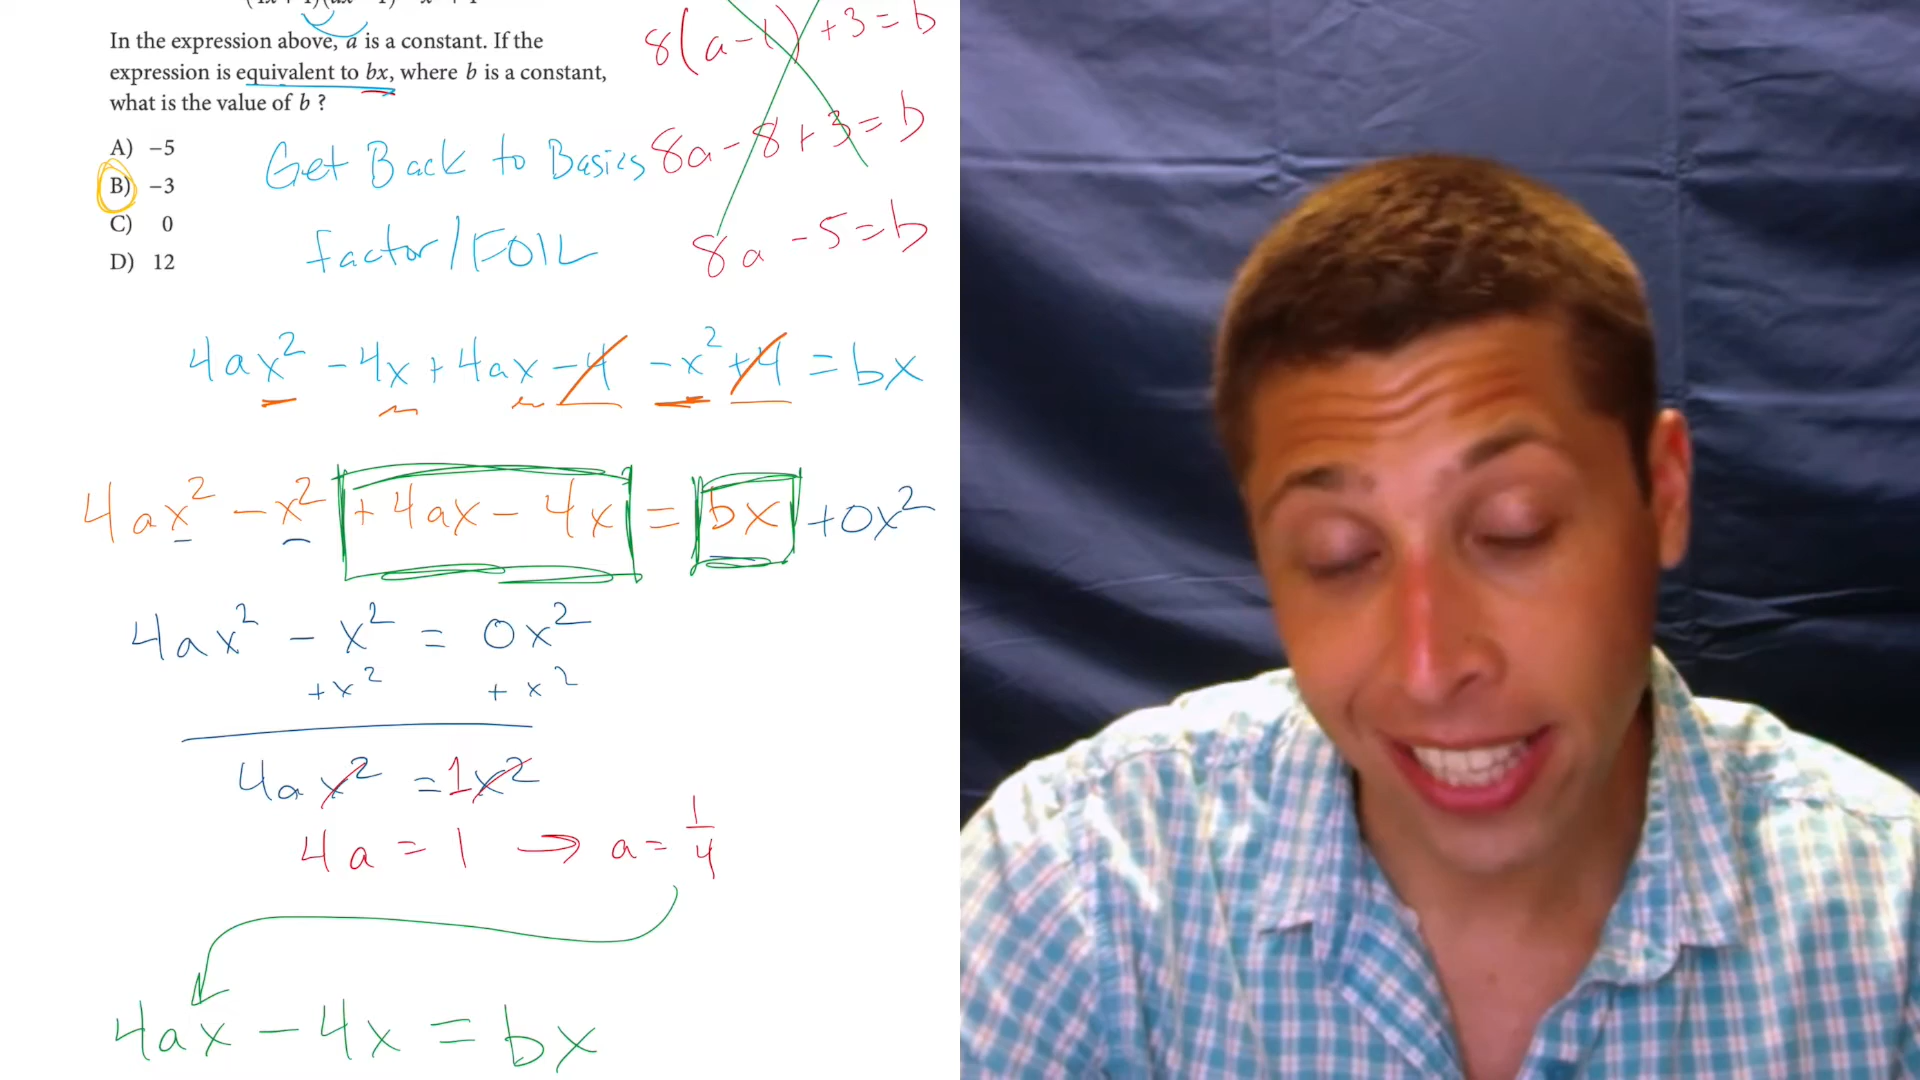 In the expression above, a is a constant. If the
8(a-1)+3=b
expression is equivalent to bx, where b is a constant,
what is the value of b ?
8a-8+3=b
A) −5
Get Back to Basics
B) −3
C) 0
Factor/FOIL
8a-5=b
D) 12
4ax² - 4x + 4ax - 4 - x² + 4 = bx
4ax² - x² + 4ax - 4x = bx + 0x²
4ax² - x² = 0x²
+x² + x²
4ax² = 1x²
4a = 1 → a = 1/4
4ax - 4x = bx